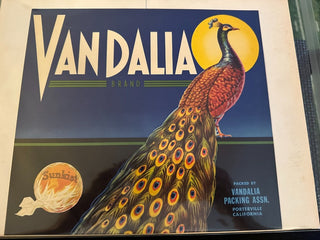 VANDALIA
BRAND
Sunkist
PACKED BY
VANDALIA
PACKING ASSN.
PORTERVILLE
CALIFORNIA